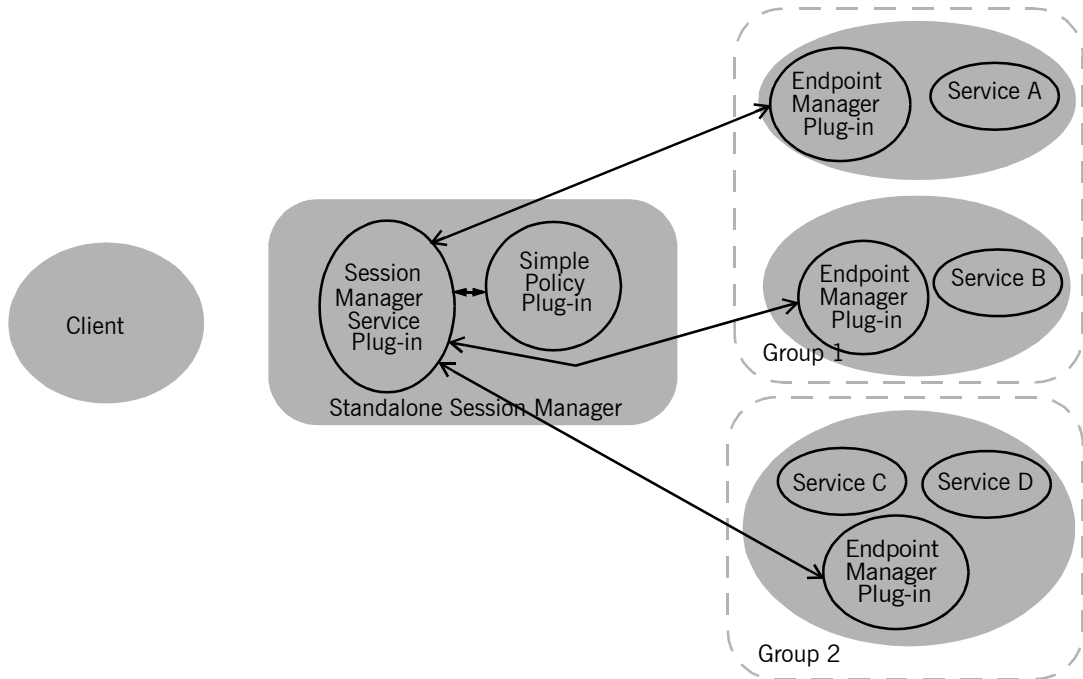 Client
Session
Manager
Service
Plug-in
Simple
Policy
Plug-in
Standalone Session Manager
Endpoint
Manager
Plug-in
Service A
Endpoint
Manager
Plug-in
Service B
Group 1
Service C
Service D
Endpoint
Manager
Plug-in
Group 2